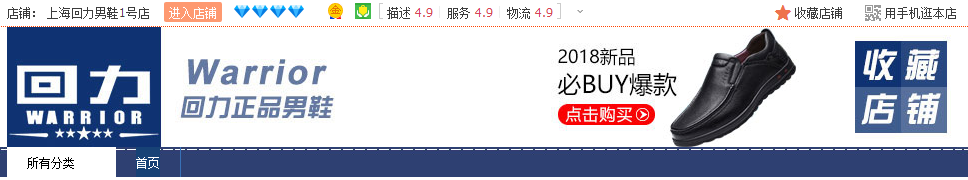 店铺： 上海回力男鞋1号店 进入店铺 描述 4.9 服务 4.9 物流 4.9 收藏店铺 用手机逛本店
回力
WARRIOR
Warrior
回力正品男鞋
2018新品
必BUY爆款
点击购买
收藏
店铺
所有分类 首页